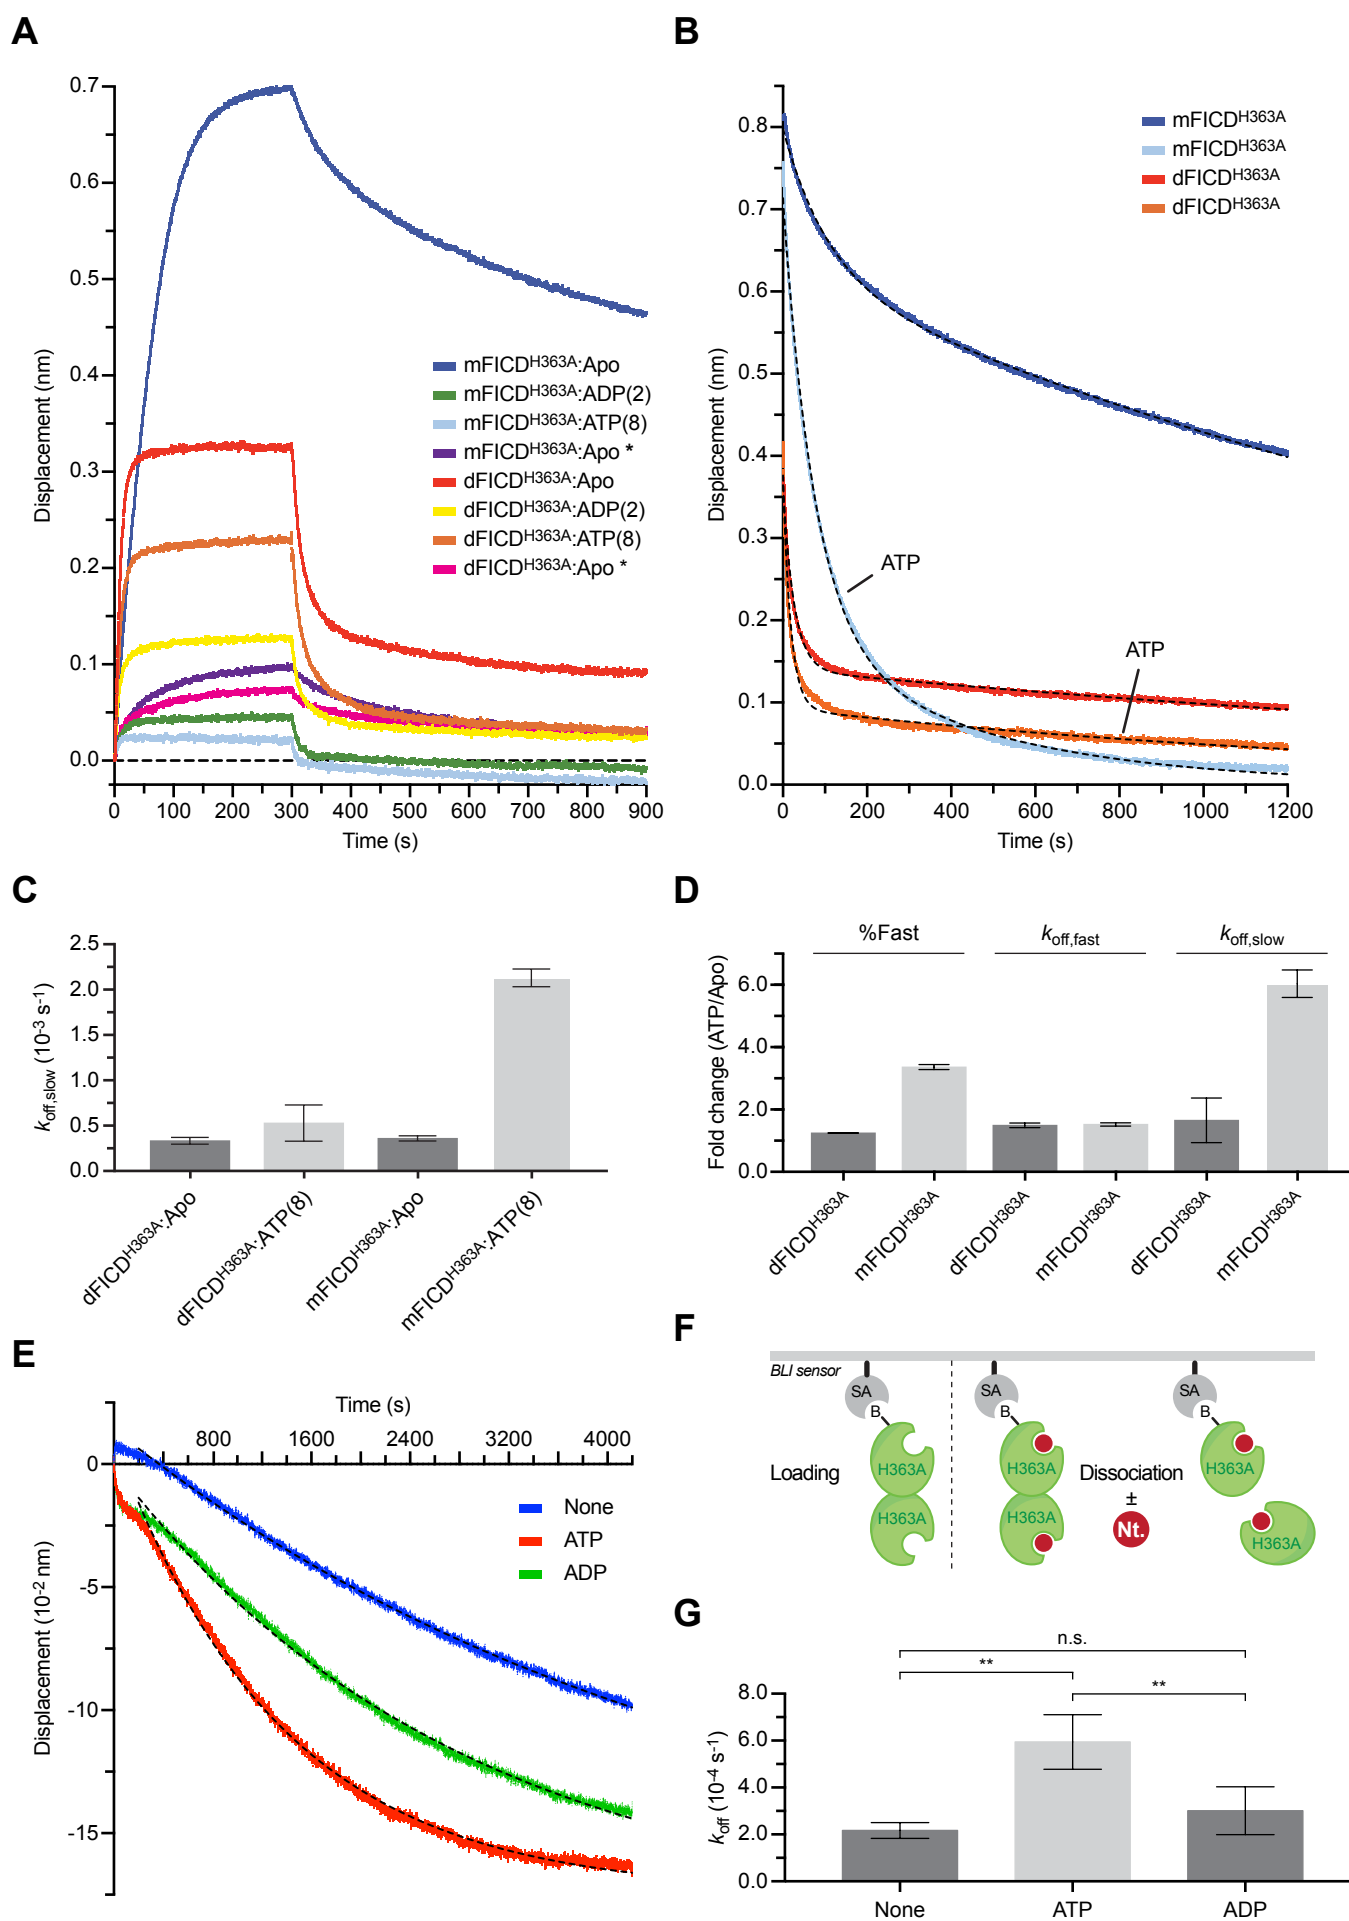 A
0.7
0.6
0.5
0.4
0.3
0.2
0.1
0.0
Displacement (nm)
mFICDH363A:Apo
mFICDH363A:ADP(2)
mFICDH363A:ATP(8)
mFICDH363A:Apo *
dFICDH363A:Apo
dFICDH363A:ADP(2)
dFICDH363A:ATP(8)
dFICDH363A:Apo *
0 100 200 300 400 500 600 700 800 900
Time (s)
B
0.8
0.7
0.6
0.5
0.4
0.3
0.2
0.1
0.0
Displacement (nm)
mFICDH363A
mFICDH363A
dFICDH363A
dFICDH363A
ATP
ATP
0 200 400 600 800 1000 1200
Time (s)
C
2.5
2.0
1.5
1.0
0.5
0.0
koff,slow (10-3 s-1)
dFICDH363A:Apo
dFICDH363A:ATP(8)
mFICDH363A:Apo
mFICDH363A:ATP(8)
D
%Fast koff,fast koff,slow
6.0
4.0
2.0
0.0
Fold change (ATP/Apo)
dFICDH363A
mFICDH363A
dFICDH363A
mFICDH363A
dFICDH363A
mFICDH363A
E
Time (s)
800 1600 2400 3200 4000
0
-5
-10
-15
Displacement (10-2 nm)
None
ATP
ADP
F
BLI sensor
SA SA SA
B B B
H363A H363A H363A
Loading
Dissociation
±
Nt.
H363A H363A H363A
G
n.s.
**
**
8.0
6.0
4.0
2.0
0.0
koff (10-4 s-1)
None ATP ADP